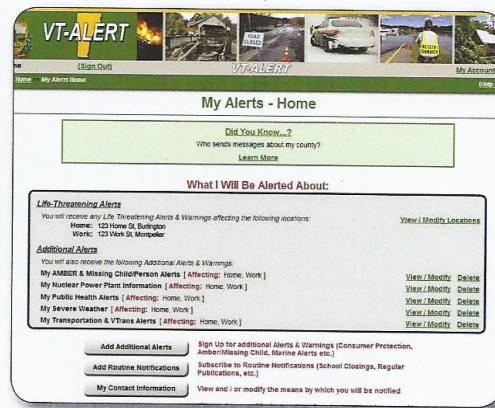 VT-ALERT
ROAD CLOSED
(Sign Out)
VT-ALERT
My Account
Home
My Alerts Home
My Alerts - Home
Did You Know...?
Who sends messages about my county?
Learn More
What I Will Be Alerted About:
Life-Threatening Alerts
You will receive any Life Threatening Alerts & Warnings affecting the following locations:
View / Modify Locations
Home: 123 Home St, Burlington
Work: 123 Work St, Montpelier
Additional Alerts
You will also receive the following Additional Alerts & Warnings:
My AMBER & Missing Child/Person Alerts [ Affecting: Home, Work ] View / Modify Delete
My Nuclear Power Plant Information [ Affecting: Home, Work ] View / Modify Delete
My Public Health Alerts [ Affecting: Home, Work ] View / Modify Delete
My Severe Weather [ Affecting: Home, Work ] View / Modify Delete
My Transportation & VTrans Alerts [ Affecting: Home, Work ] View / Modify Delete
Add Additional Alerts
Sign Up for additional Alerts & Warnings (Consumer Protection,
Amber/Missing Child, Marine Alerts etc.)
Add Routine Notifications
Subscribe to Routine Notifications (School Closings, Regular
Publications, etc.)
My Contact Information
View and / or modify the means by which you will be notified